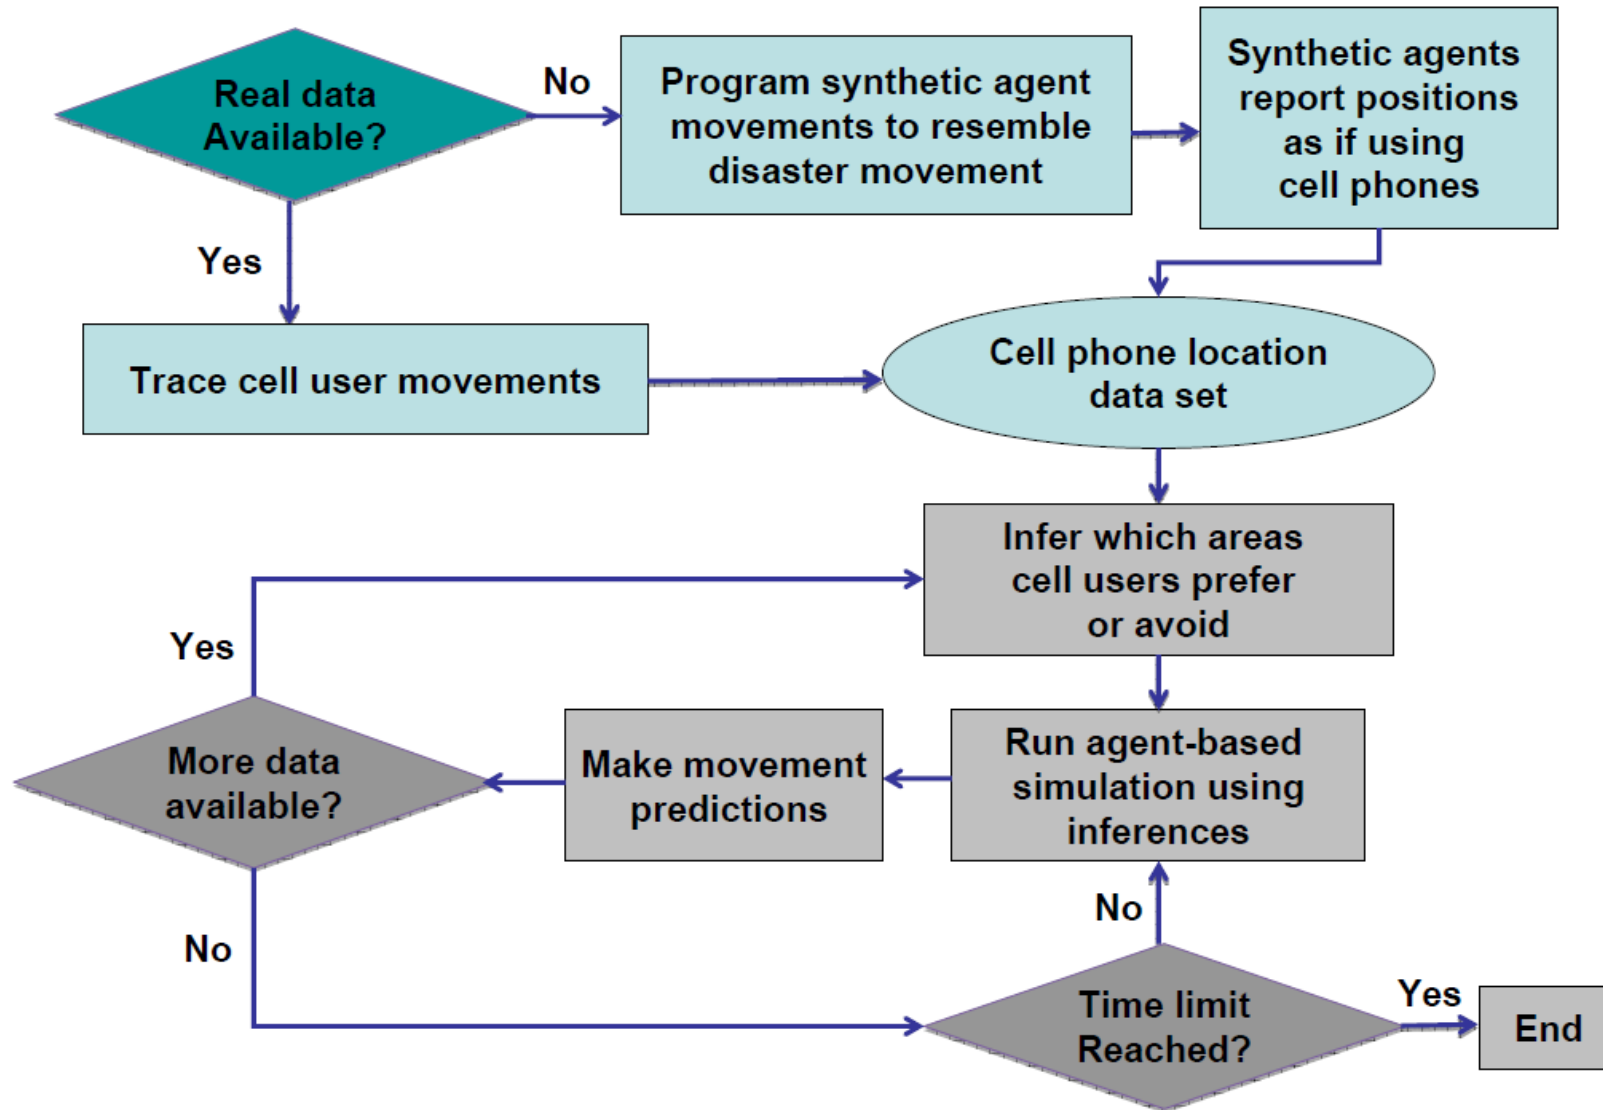 Real data
Available?
No
Program synthetic agent
movements to resemble
disaster movement
Synthetic agents
report positions
as if using
cell phones
Yes
Trace cell user movements
Cell phone location
data set
Infer which areas
cell users prefer
or avoid
Yes
More data
available?
Make movement
predictions
Run agent-based
simulation using
inferences
No
No
Time limit
Reached?
Yes
End